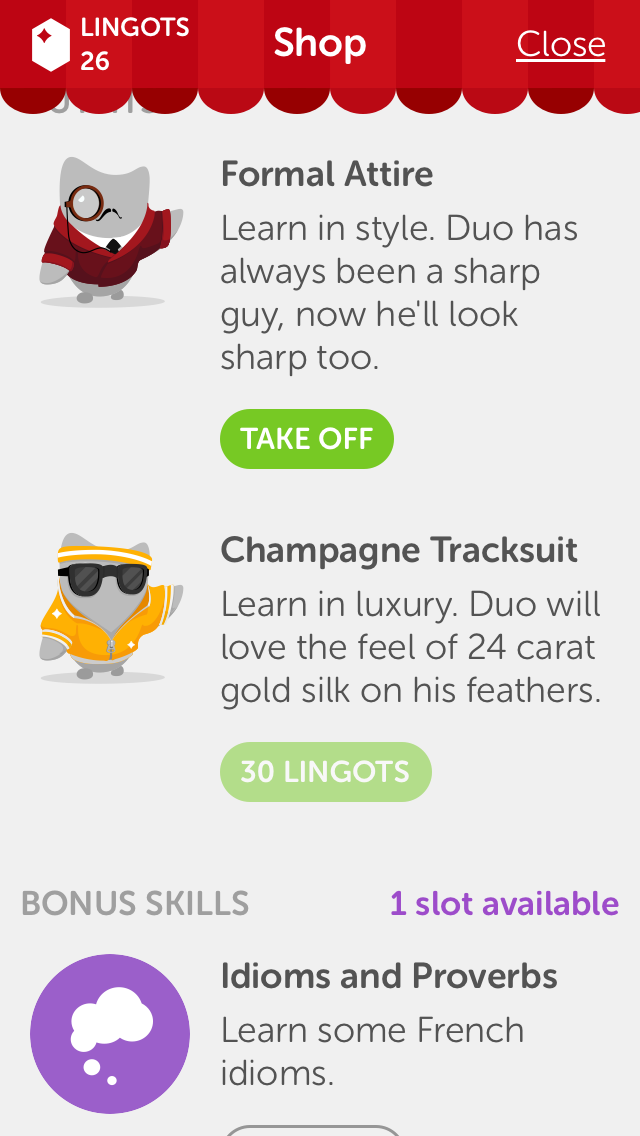 LINGOTS
26
Shop
Close
Formal Attire
Learn in style. Duo has
always been a sharp
guy, now he'll look
sharp too.
TAKE OFF
Champagne Tracksuit
Learn in luxury. Duo will
love the feel of 24 carat
gold silk on his feathers.
30 LINGOTS
BONUS SKILLS
1 slot available
Idioms and Proverbs
Learn some French
idioms.